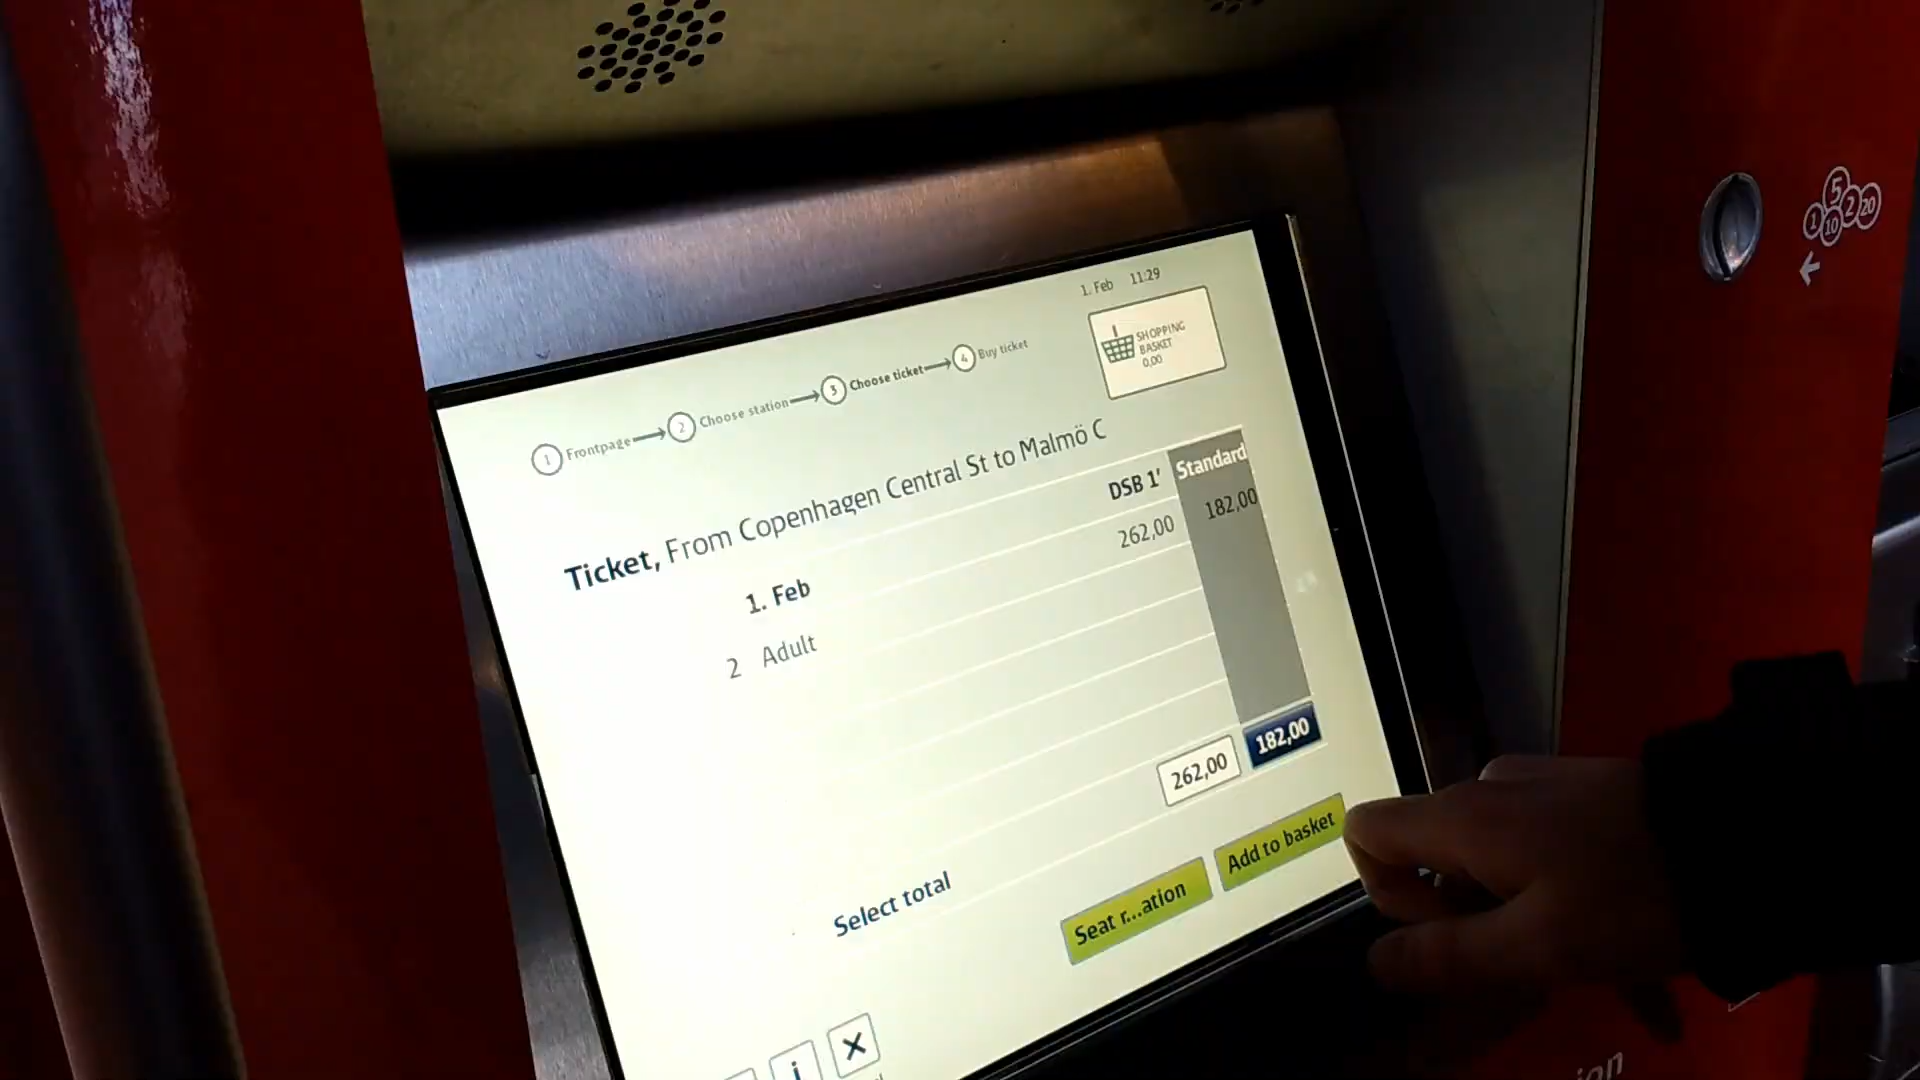 1. Feb 11:29
1 Frontpage 2 Choose station 3 Choose ticket 4 Buy ticket
SHOPPING
BASKET
0,00
Ticket, From Copenhagen Central St to Malmö C
1. Feb DSB 1' Standard
2 Adult 262,00 182,00
Select total 262,00 182,00
Seat r...ation Add to basket
i X
5
1 2 20
10